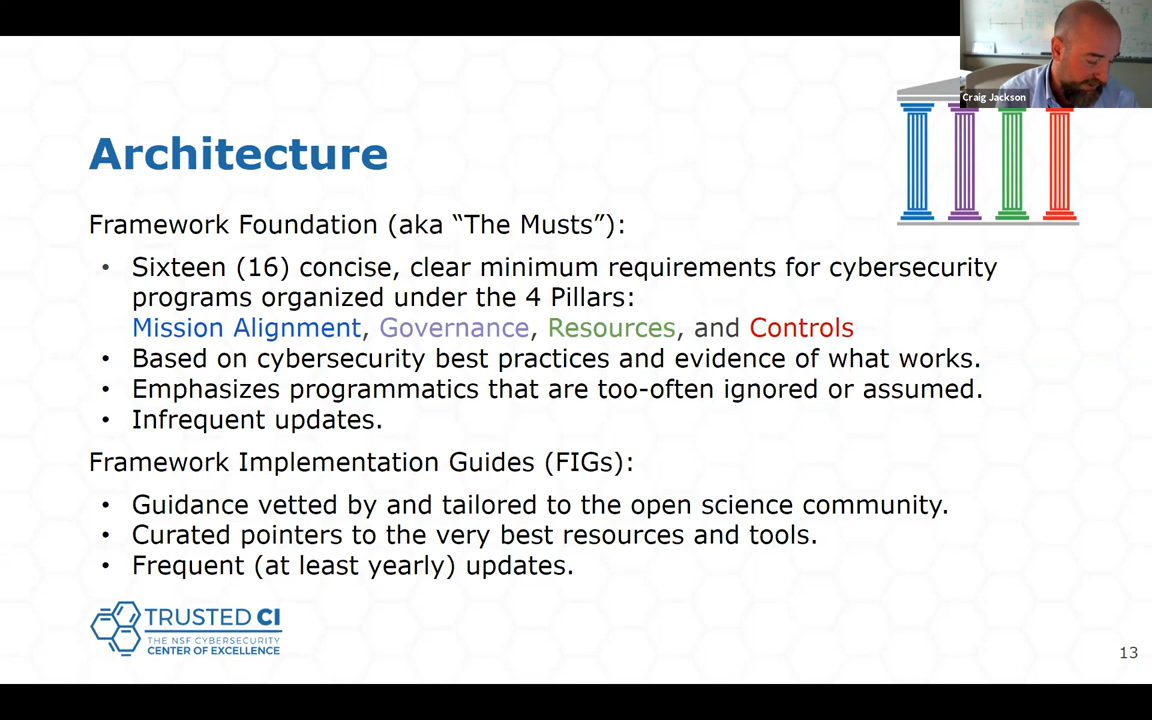 Craig Jackson
Architecture
Framework Foundation (aka “The Musts”):
• Sixteen (16) concise, clear minimum requirements for cybersecurity
programs organized under the 4 Pillars:
Mission Alignment, Governance, Resources, and Controls
• Based on cybersecurity best practices and evidence of what works.
• Emphasizes programmatics that are too-often ignored or assumed.
• Infrequent updates.
Framework Implementation Guides (FIGs):
• Guidance vetted by and tailored to the open science community.
• Curated pointers to the very best resources and tools.
• Frequent (at least yearly) updates.
TRUSTED CI
THE NSF CYBERSECURITY
CENTER OF EXCELLENCE
13